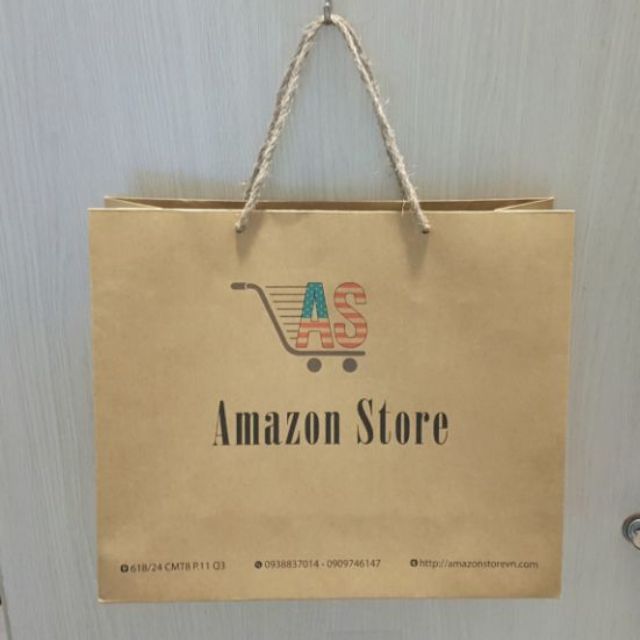 AS
Amazon Store
618/24 CMT8 P.11 Q3 0938837014 - 0909746147 http://amazonstorevn.com